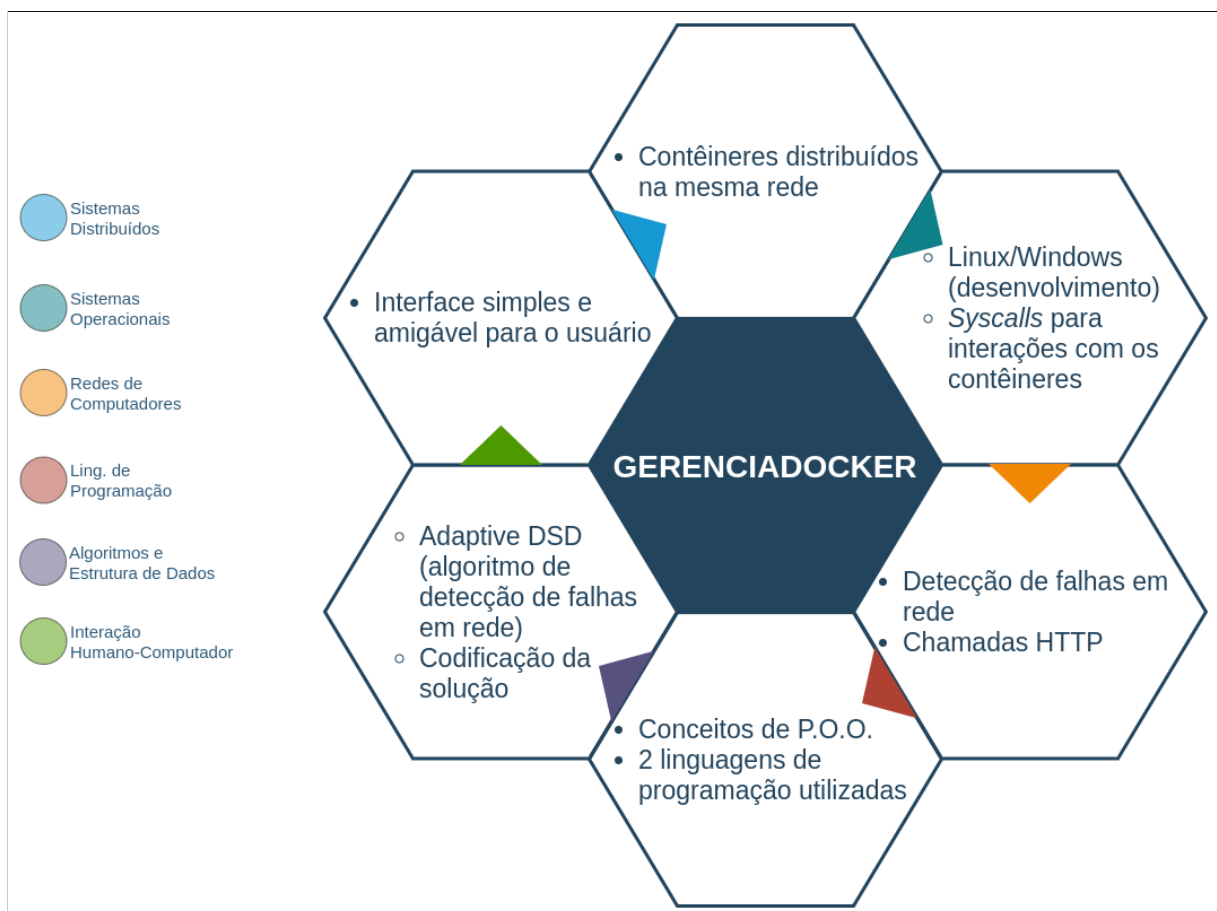 Sistemas
Distribuídos
Sistemas
Operacionais
Redes de
Computadores
Ling. de
Programação
Algoritmos e
Estrutura de Dados
Interação
Humano-Computador
• Contêineres distribuídos
na mesma rede
○ Linux/Windows
(desenvolvimento)
○ Syscalls para
interações com os
contêineres
• Interface simples e
amigável para o usuário
GERENCIADOCKER
○ Adaptive DSD
(algoritmo de
detecção de falhas
em rede)
○ Codificação da
solução
• Detecção de falhas em
rede
• Chamadas HTTP
• Conceitos de P.O.O.
• 2 linguagens de
programação utilizadas